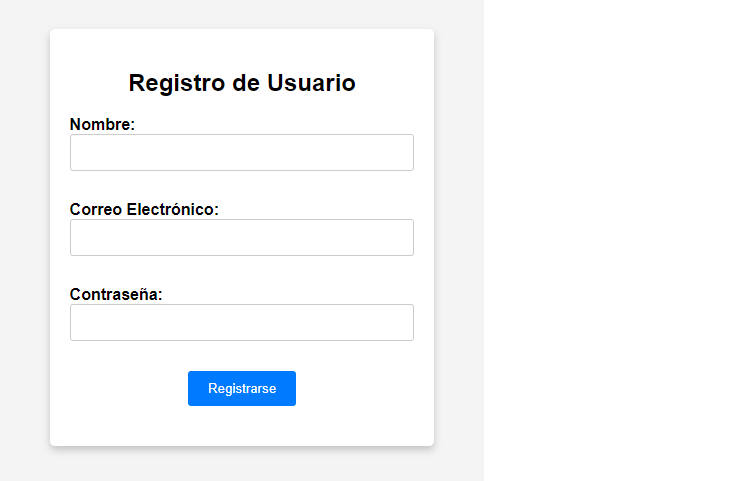 Registro de Usuario
Nombre:
Correo Electrónico:
Contraseña:
Registrarse